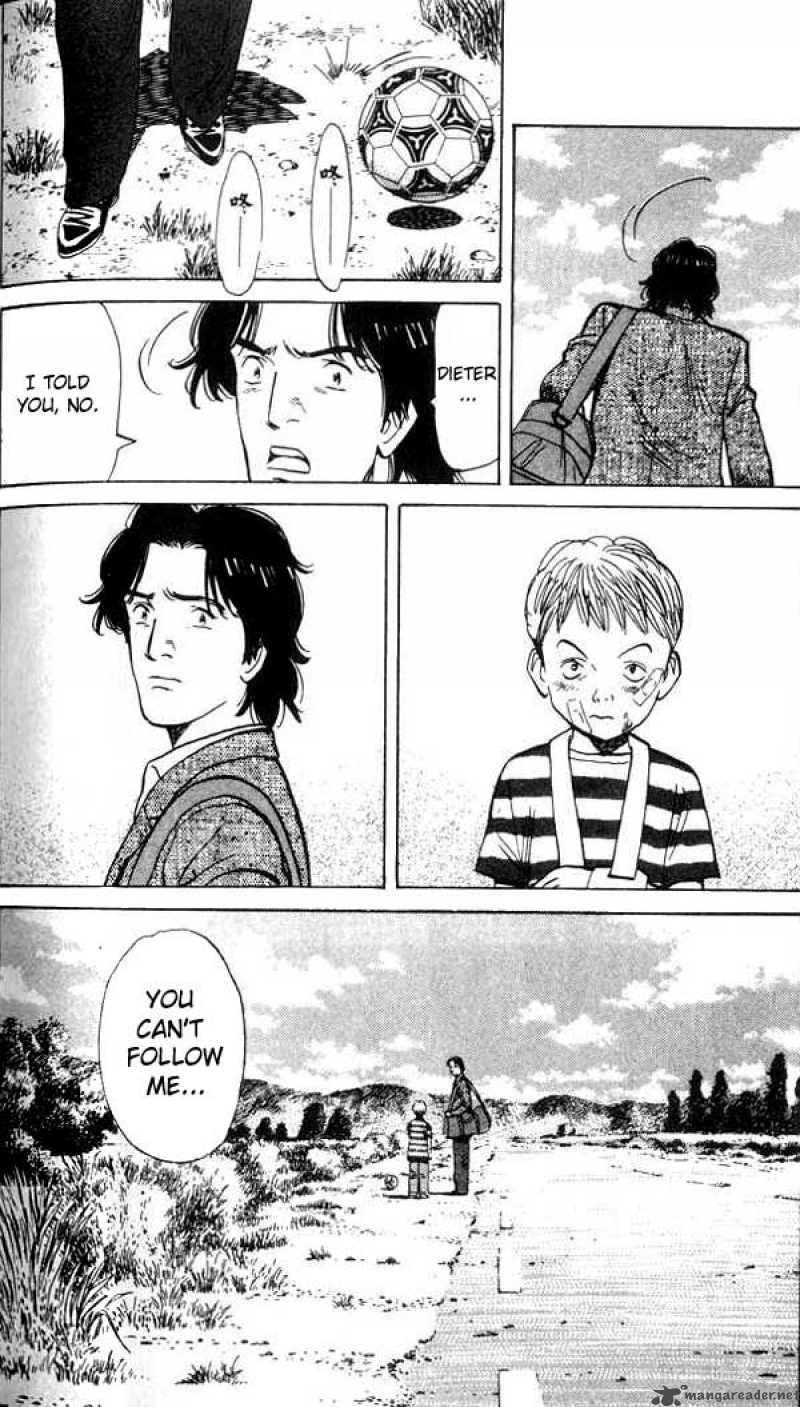 咚
咚
DIETER
...
I TOLD
YOU, NO.
YOU
CAN'T
FOLLOW
ME...
mangareader.net